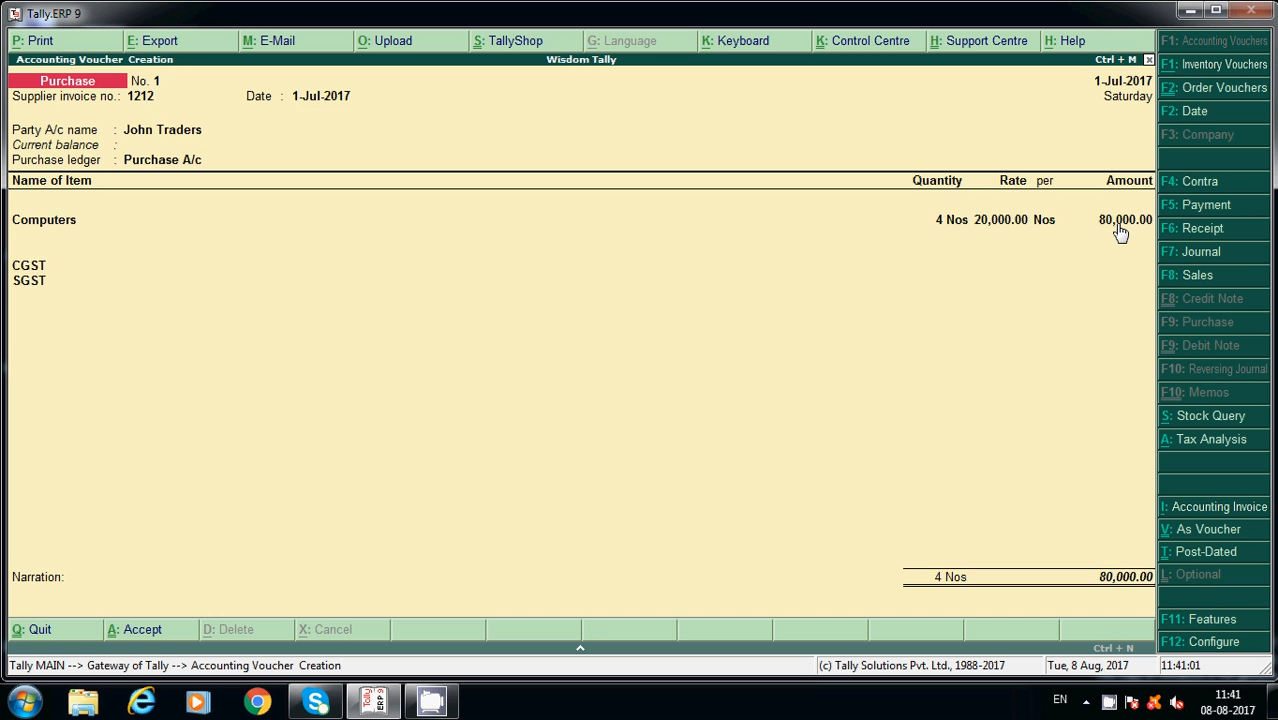 Tally.ERP 9
P: Print E: Export M: E-Mail O: Upload S: TallyShop G: Language K: Keyboard K: Control Centre H: Support Centre H: Help
Accounting Voucher Creation Wisdom Tally Ctrl + M
Purchase No. 1 1-Jul-2017
Supplier invoice no.: 1212 Date : 1-Jul-2017 Saturday
Party A/c name : John Traders
Current balance :
Purchase ledger : Purchase A/c
Name of Item Quantity Rate per Amount
Computers 4 Nos 20,000.00 Nos 80,000.00
CGST
SGST
Narration: 4 Nos 80,000.00
F1: Accounting Vouchers
F1: Inventory Vouchers
F2: Order Vouchers
F2: Date
F3: Company
F4: Contra
F5: Payment
F6: Receipt
F7: Journal
F8: Sales
F8: Credit Note
F9: Purchase
F9: Debit Note
F10: Reversing Journal
F10: Memos
S: Stock Query
A: Tax Analysis
I: Accounting Invoice
V: As Voucher
T: Post-Dated
L: Optional
F11: Features
F12: Configure
Q: Quit A: Accept D: Delete X: Cancel
Ctrl + N
Tally MAIN --> Gateway of Tally --> Accounting Voucher Creation (c) Tally Solutions Pvt. Ltd., 1988-2017 Tue, 8 Aug, 2017 11:41:01
EN 11:41
08-08-2017